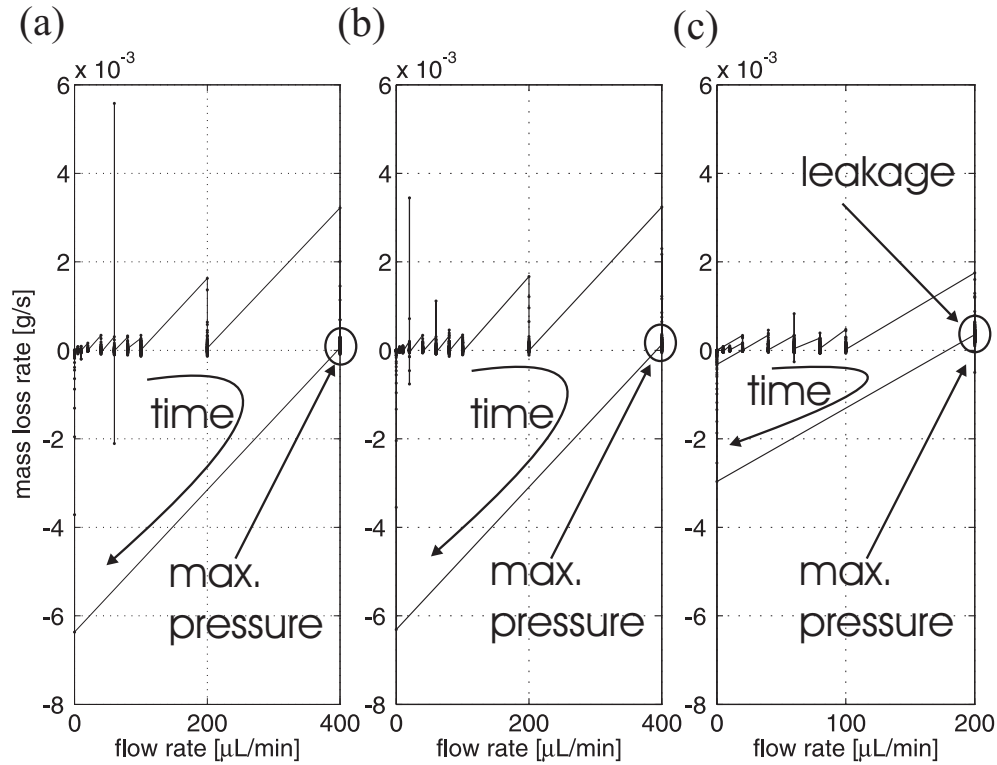 (a)
(b)
(c)
x 10⁻³
x 10⁻³
x 10⁻³
mass loss rate [g/s]
6
4
2
0
-2
-4
-6
-8
0
200
400
flow rate [μL/min]
time
max.
pressure
6
4
2
0
-2
-4
-6
-8
0
200
400
flow rate [μL/min]
time
max.
pressure
6
4
2
0
-2
-4
-6
-8
0
100
200
flow rate [μL/min]
leakage
time
max.
pressure